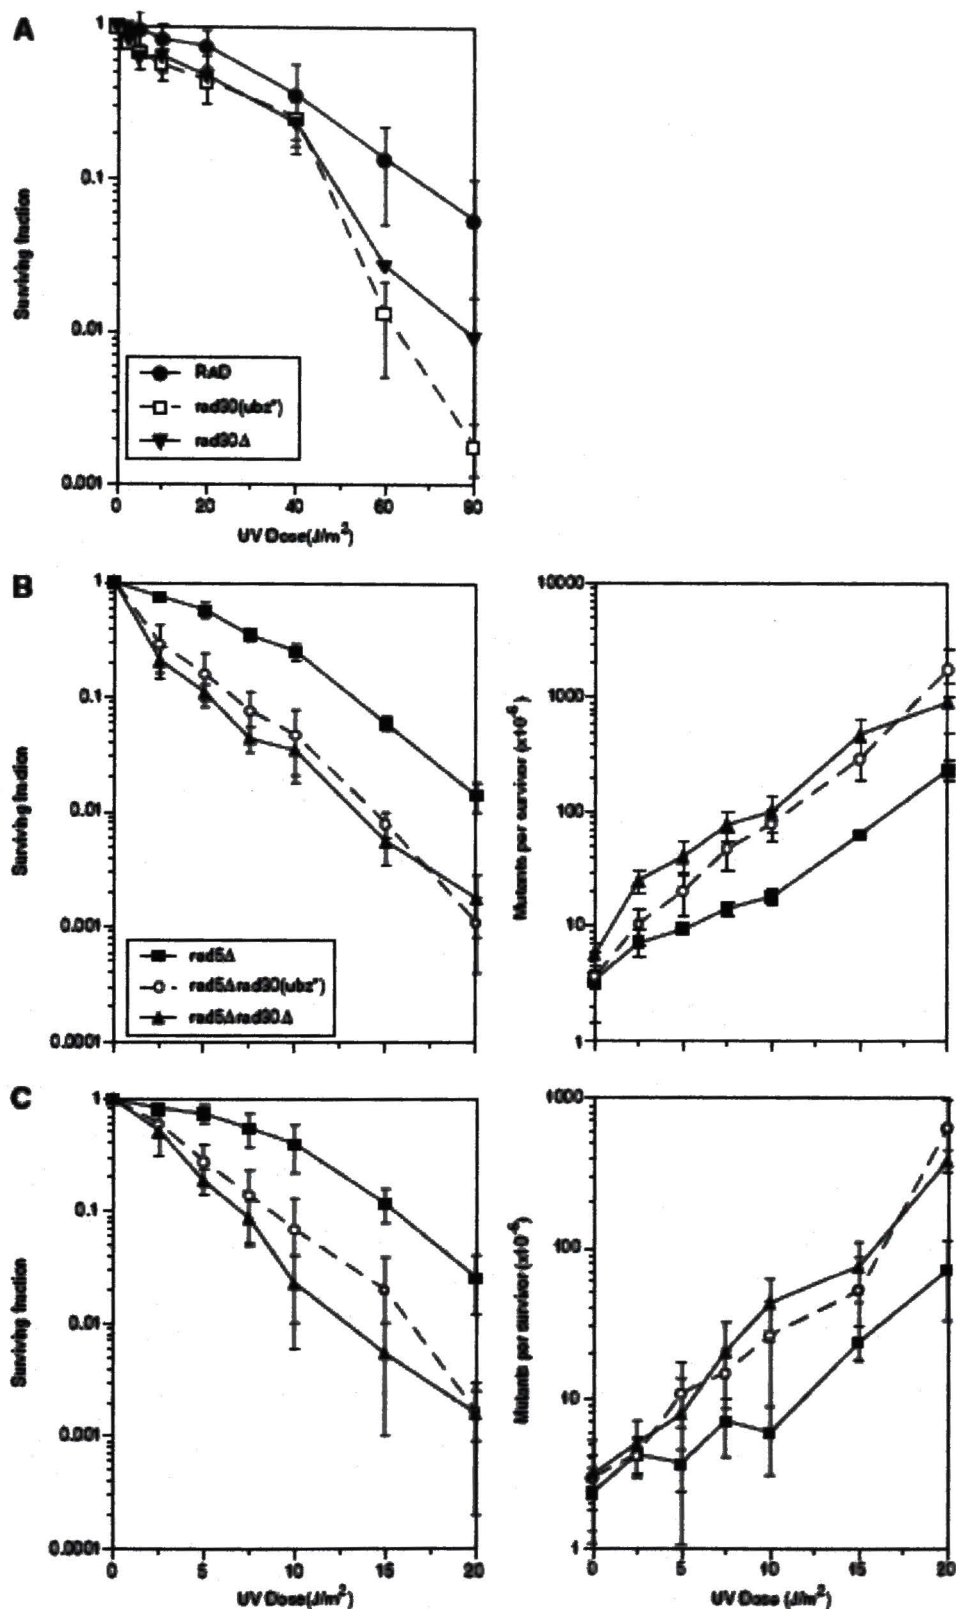 A
1
0.1
0.01
0.001
Surviving fraction
RAD
rad30(ubz*)
rad30Δ
0
20
40
60
80
UV Dose(J/m²)
B
1
0.1
0.01
0.001
0.0001
Surviving fraction
rad5Δ
rad5Δrad30(ubz*)
rad5Δrad30Δ
10000
1000
100
10
1
Mutants per survivor (x10⁻⁶)
C
1
0.1
0.01
0.001
0.0001
Surviving fraction
0
5
10
15
20
UV Dose(J/m²)
1000
100
10
1
Mutants per survivor (x10⁻⁶)
0
5
10
15
20
UV Dose (J/m²)